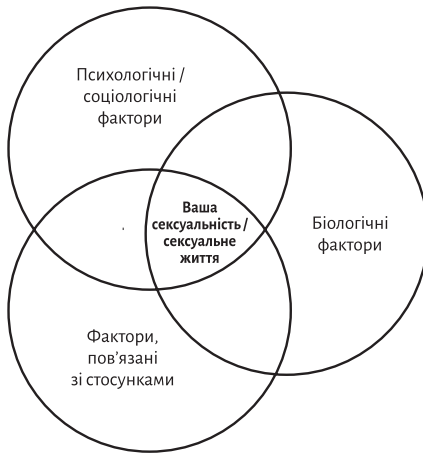 Психологічні /
соціологічні
фактори
Ваша
сексуальність /
сексуальне
життя
Біологічні
фактори
Фактори,
пов’язані
зі стосунками